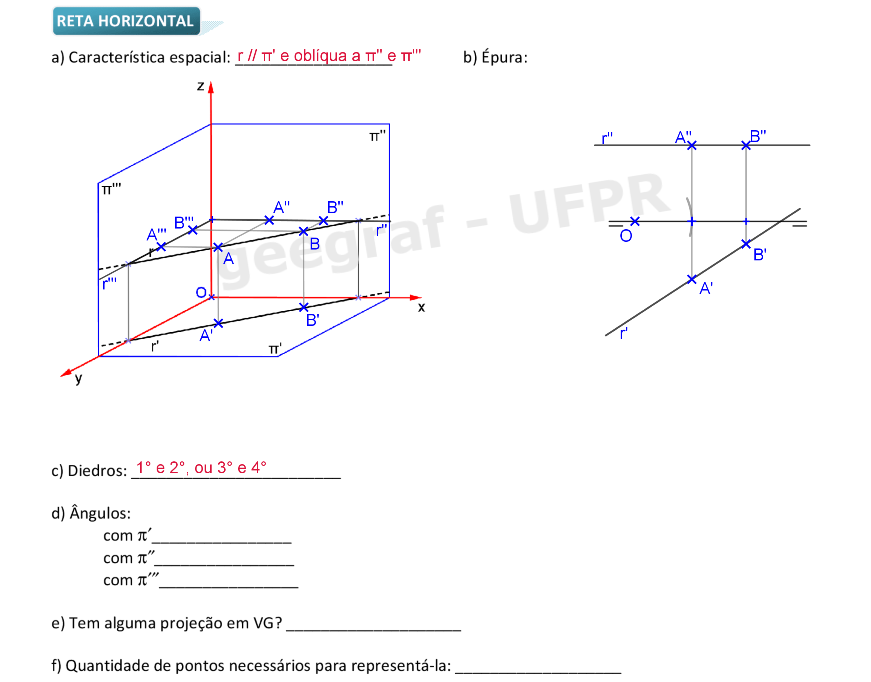 RETA HORIZONTAL
a) Característica espacial: r // π' e oblíqua a π'' e π''' b) Épura:
z
π''
π'''
A'' B''
B'''
A'''
r
A
B
r''
r'''
O
x
A'
B'
r'
π'
y
r'' A'' B''
O
B'
A'
r'
geegraf - UFPR
c) Diedros: 1° e 2°, ou 3° e 4°
d) Ângulos:
com π′________________
com π″________________
com π‴________________
e) Tem alguma projeção em VG? ____________________
f) Quantidade de pontos necessários para representá-la: ___________________